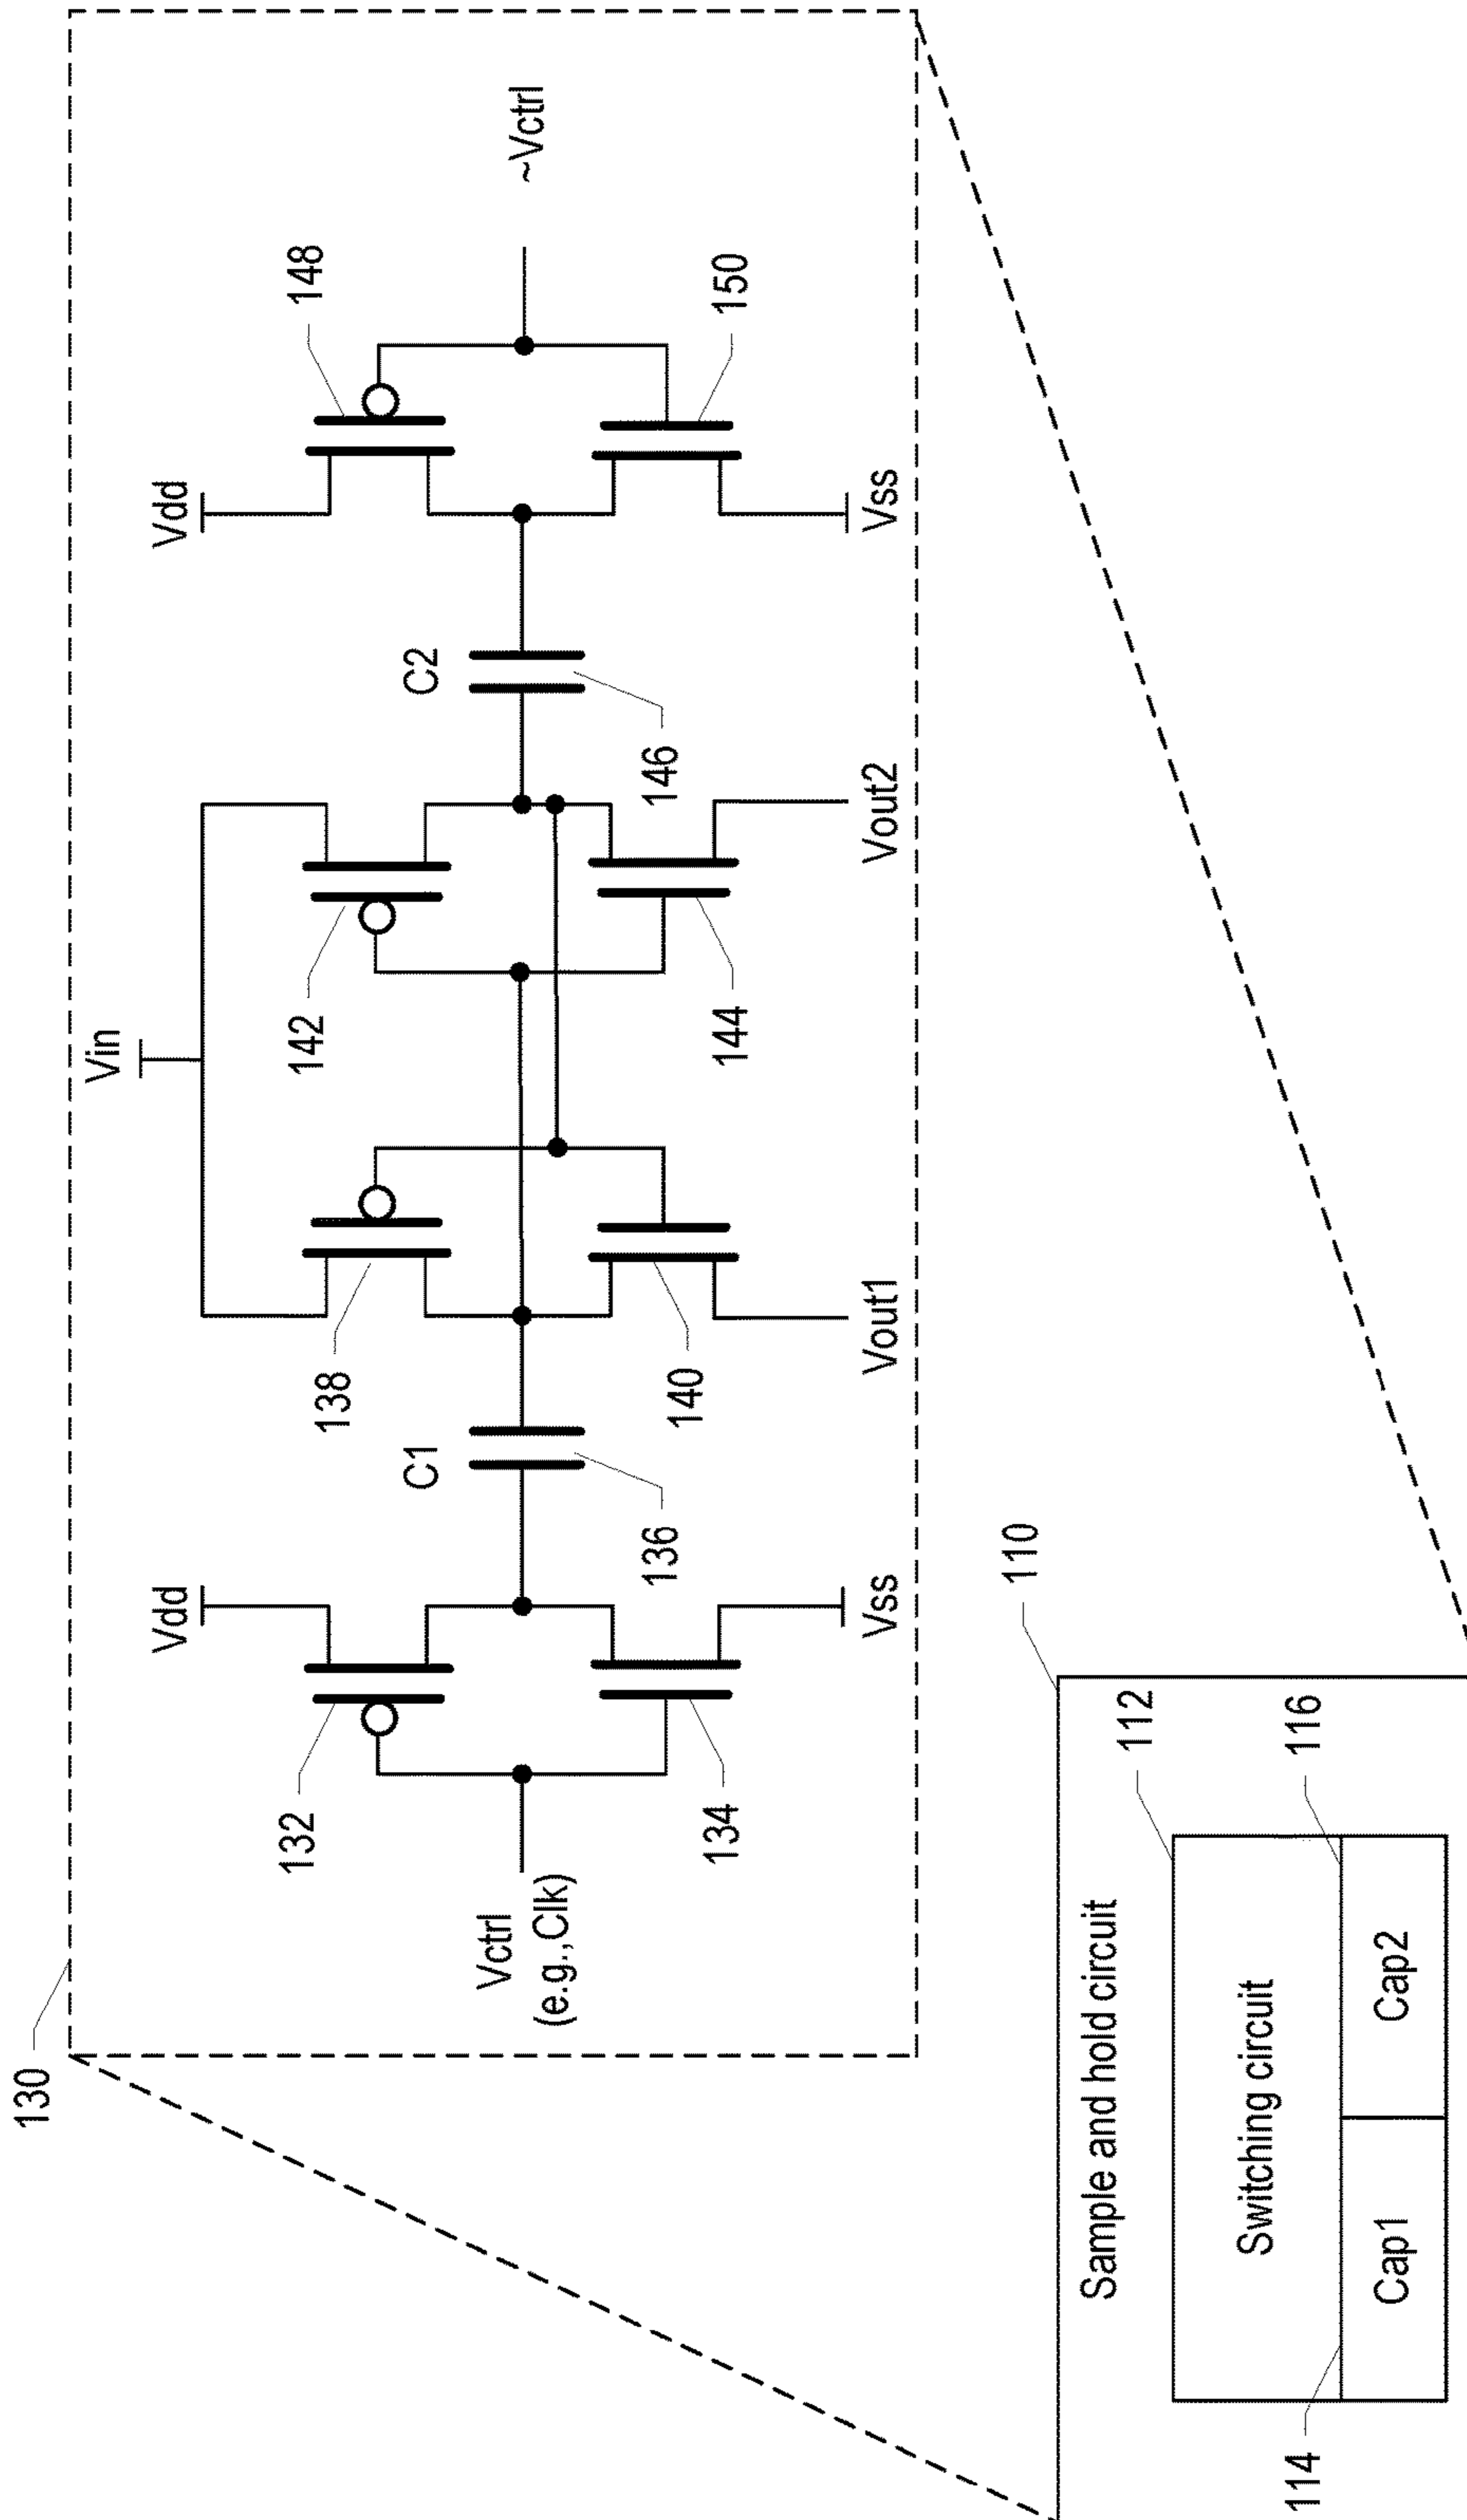 130
Vin
Vdd
Vdd
132
138
142
148
C1
C2
Vctrl
(e.g.,Clk)
~Vctrl
136
146
134
140
144
150
Vss
Vout1
Vout2
Vss
110
Sample and hold circuit
112
Switching circuit
114
116
Cap1
Cap2